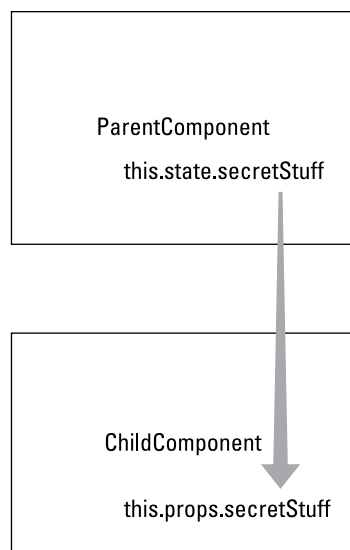 ParentComponent
this.state.secretStuff
ChildComponent
this.props.secretStuff